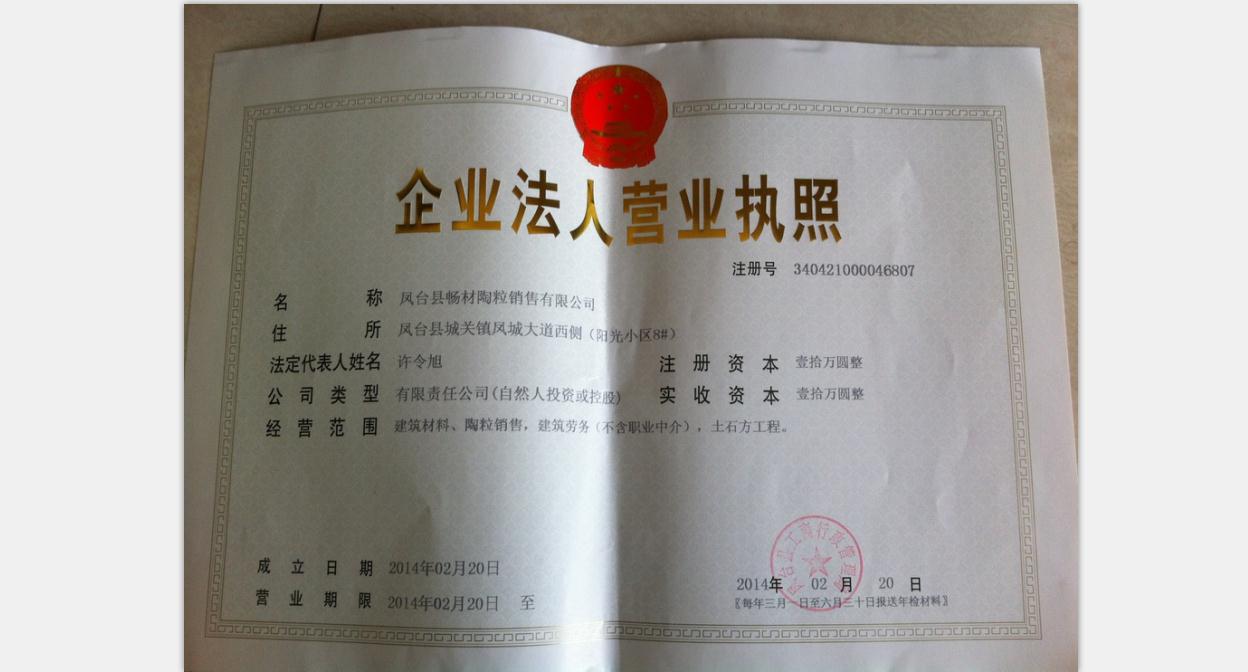 企业法人营业执照
注册号 340421000046807
名称 凤台县畅材陶粒销售有限公司
住所 凤台县城关镇凤城大道西侧（阳光小区8#）
法定代表人姓名 许令旭 注册资本 壹拾万圆整
公司类型 有限责任公司(自然人投资或控股) 实收资本 壹拾万圆整
经营范围 建筑材料、陶粒销售，建筑劳务（不含职业中介），土石方工程。
凤台县工商行政管理
成立日期 2014年02月20日
营业期限 2014年02月20日 至
2014年 02 月 20 日
〖每年三月一日至六月三十日报送年检材料〗